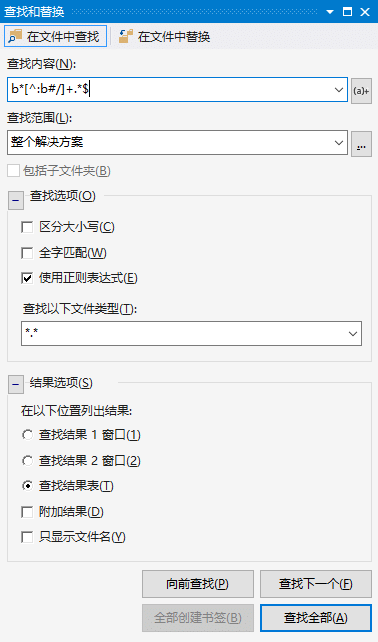 查找和替换
在文件中查找 在文件中替换
查找内容(N):
b*[^:b#/]+.*$
(a)+
查找范围(L):
整个解决方案
...
包括子文件夹(B)
查找选项(O)
区分大小写(C)
全字匹配(W)
使用正则表达式(E)
查找以下文件类型(T):
*.*
结果选项(S)
在以下位置列出结果:
查找结果 1 窗口(1)
查找结果 2 窗口(2)
查找结果表(T)
附加结果(D)
只显示文件名(Y)
向前查找(P) 查找下一个(F)
全部创建书签(B) 查找全部(A)